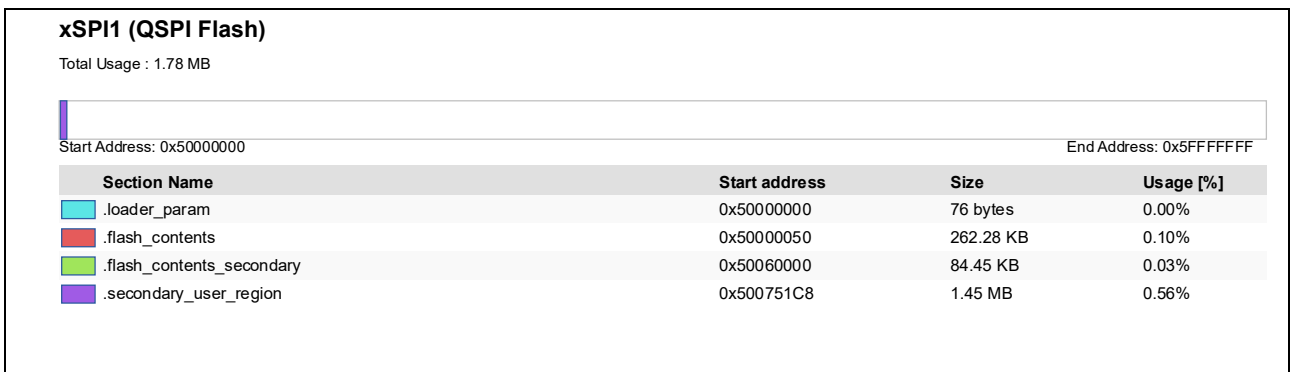 xSPI1 (QSPI Flash)
Total Usage : 1.78 MB
Start Address: 0x50000000 End Address: 0x5FFFFFFF
Section Name Start address Size Usage [%]
.loader_param 0x50000000 76 bytes 0.00%
.flash_contents 0x50000050 262.28 KB 0.10%
.flash_contents_secondary 0x50060000 84.45 KB 0.03%
.secondary_user_region 0x500751C8 1.45 MB 0.56%